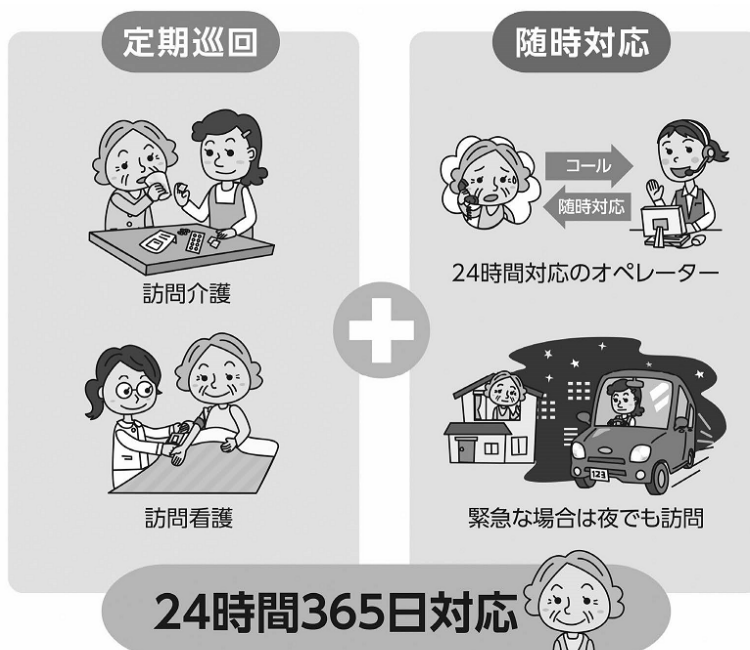 定期巡回
訪問介護
訪問看護
随時対応
コール
随時対応
24時間対応のオペレーター
123
緊急な場合は夜でも訪問
24時間365日対応